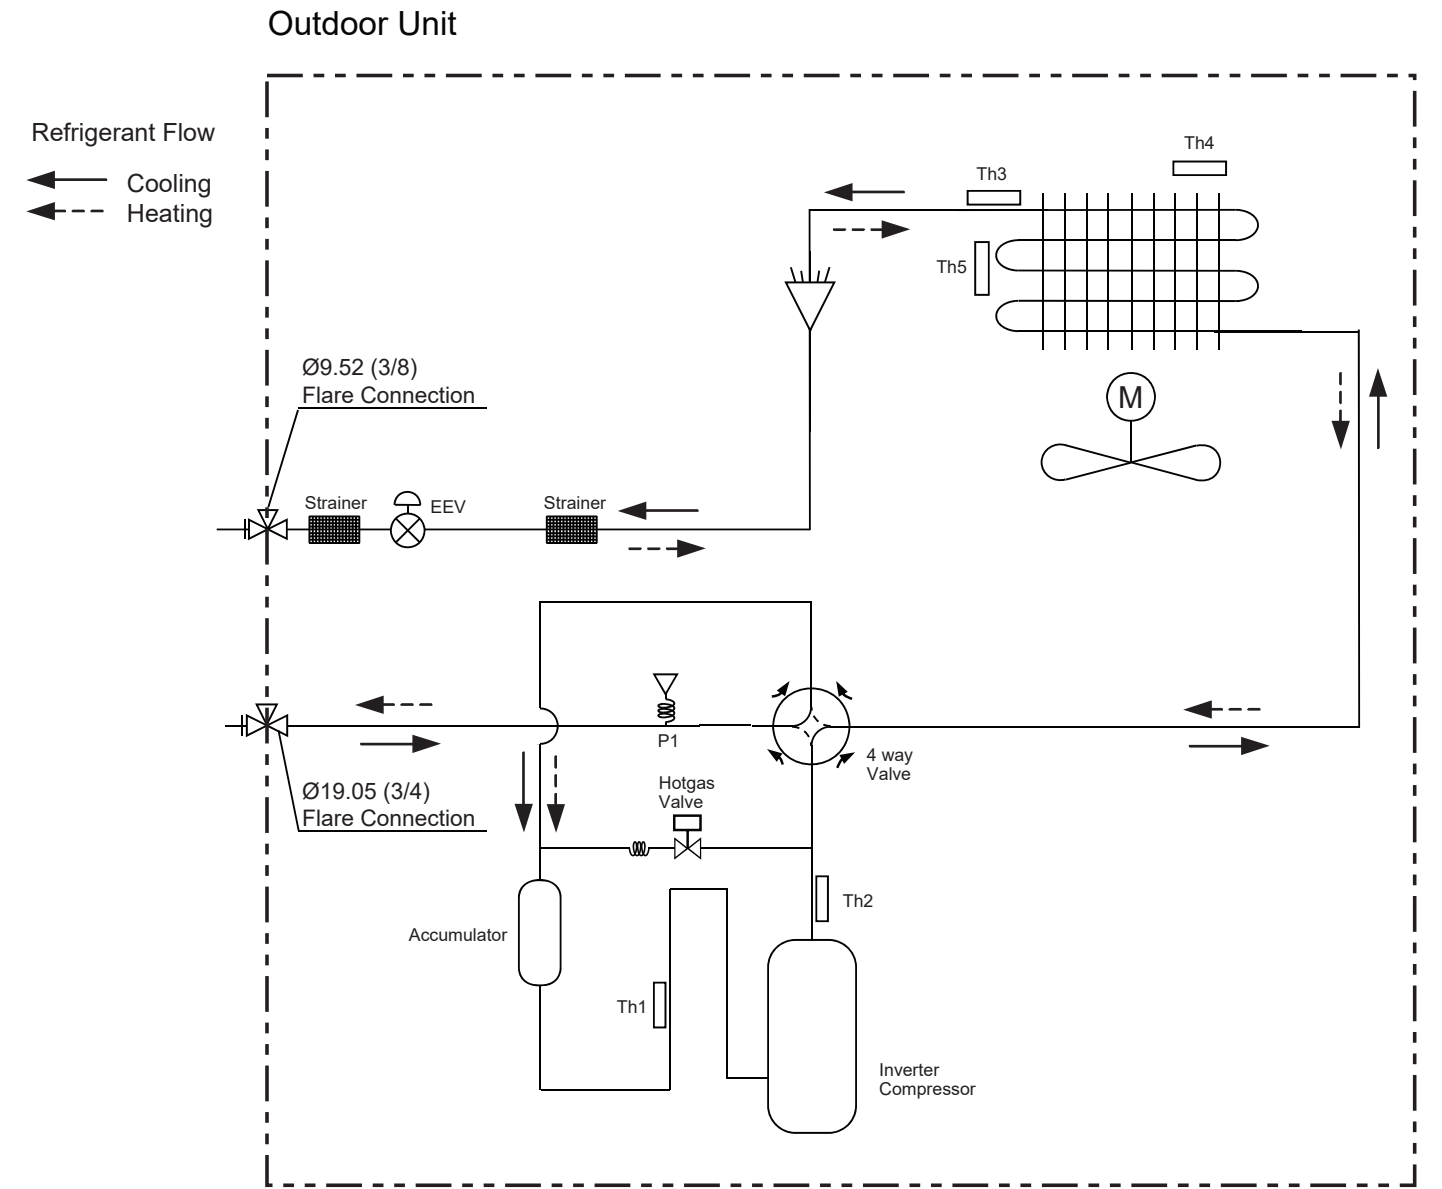 Outdoor Unit
Refrigerant Flow
Cooling
Heating
Th4
Th3
Th5
Ø9.52 (3/8)
Flare Connection
M
Strainer
EEV
Strainer
P1
4 way
Valve
Hotgas
Valve
Ø19.05 (3/4)
Flare Connection
Th2
Accumulator
Th1
Inverter
Compressor